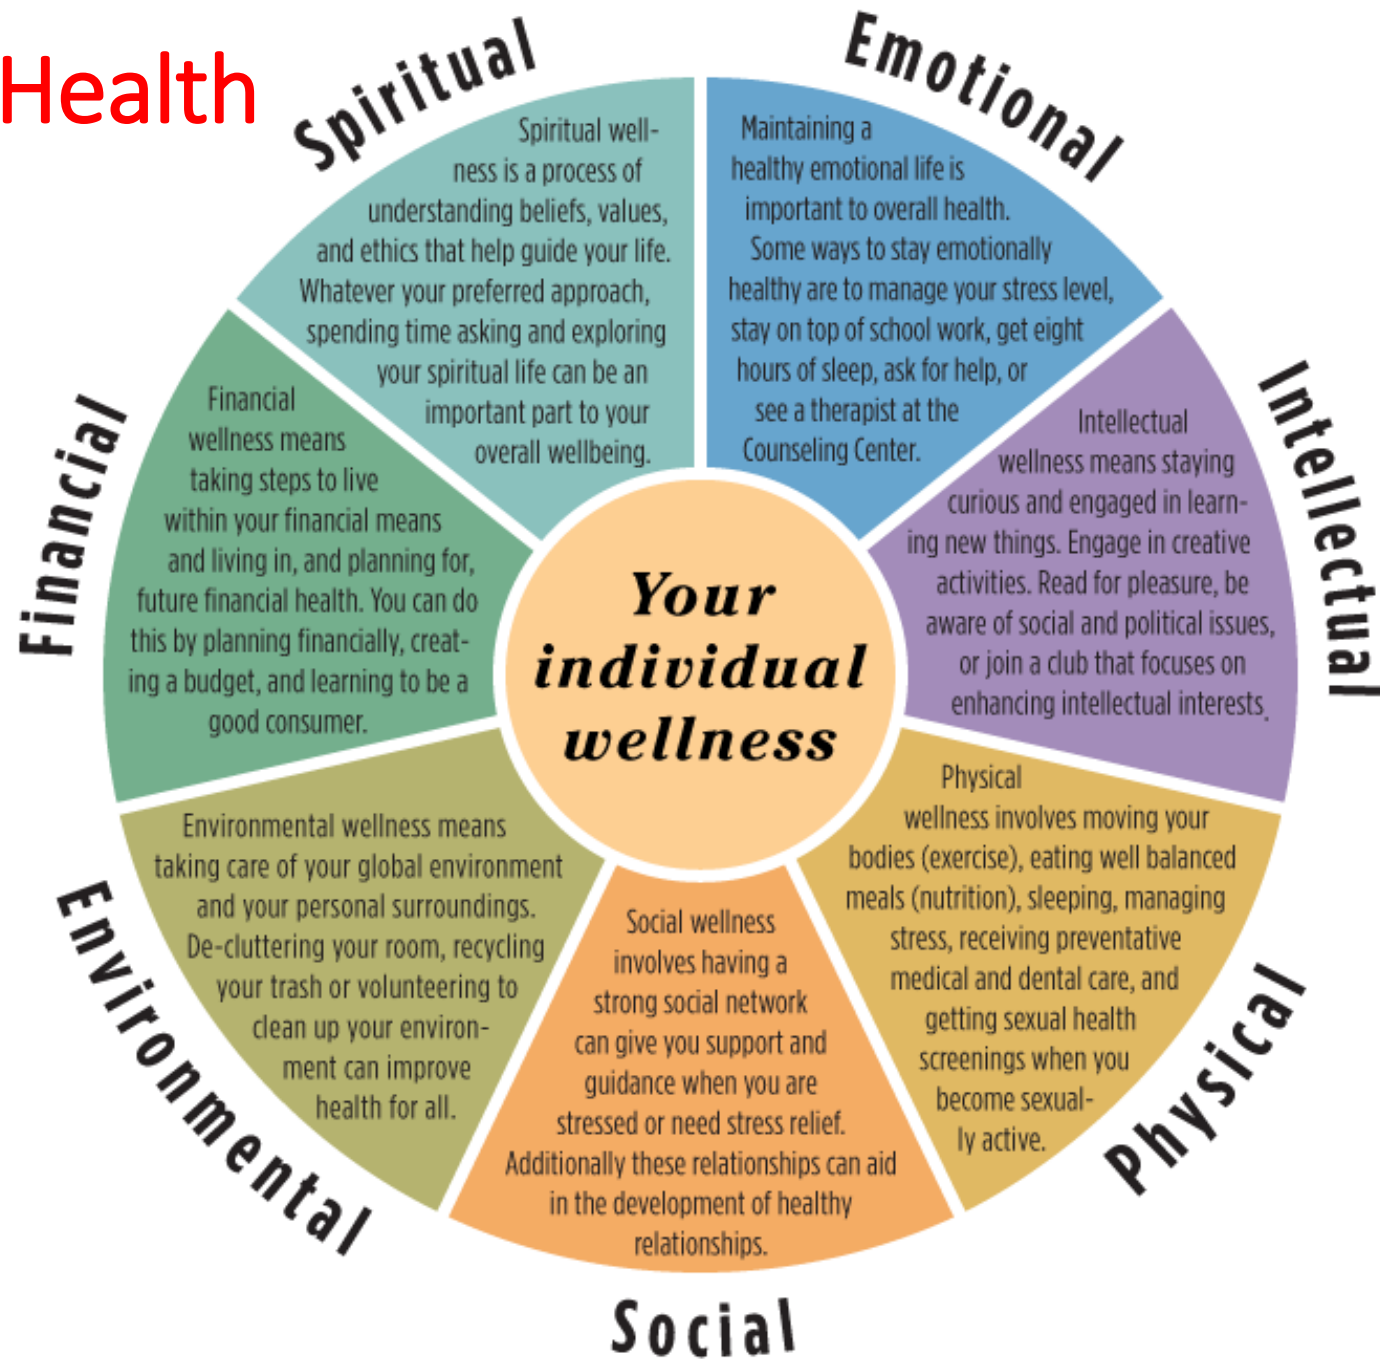 Health
Spiritual
Spiritual well-
ness is a process of
understanding beliefs, values,
and ethics that help guide your life.
Whatever your preferred approach,
spending time asking and exploring
your spiritual life can be an
important part to your
overall wellbeing.
Emotional
Maintaining a
healthy emotional life is
important to overall health.
Some ways to stay emotionally
healthy are to manage your stress level,
stay on top of school work, get eight
hours of sleep, ask for help, or
see a therapist at the
Counseling Center.
Intellectual
Intellectual
wellness means staying
curious and engaged in learn-
ing new things. Engage in creative
activities. Read for pleasure, be
aware of social and political issues,
or join a club that focuses on
enhancing intellectual interests.
Physical
Physical
wellness involves moving your
bodies (exercise), eating well balanced
meals (nutrition), sleeping, managing
stress, receiving preventative
medical and dental care, and
getting sexual health
screenings when you
become sexual-
ly active.
Social
Social wellness
involves having a
strong social network
can give you support and
guidance when you are
stressed or need stress relief.
Additionally these relationships can aid
in the development of healthy
relationships.
Environmental
Environmental wellness means
taking care of your global environment
and your personal surroundings.
De-cluttering your room, recycling
your trash or volunteering to
clean up your environ-
ment can improve
health for all.
Financial
Financial
wellness means
taking steps to live
within your financial means
and living in, and planning for,
future financial health. You can do
this by planning financially, creat-
ing a budget, and learning to be a
good consumer.
Your
individual
wellness